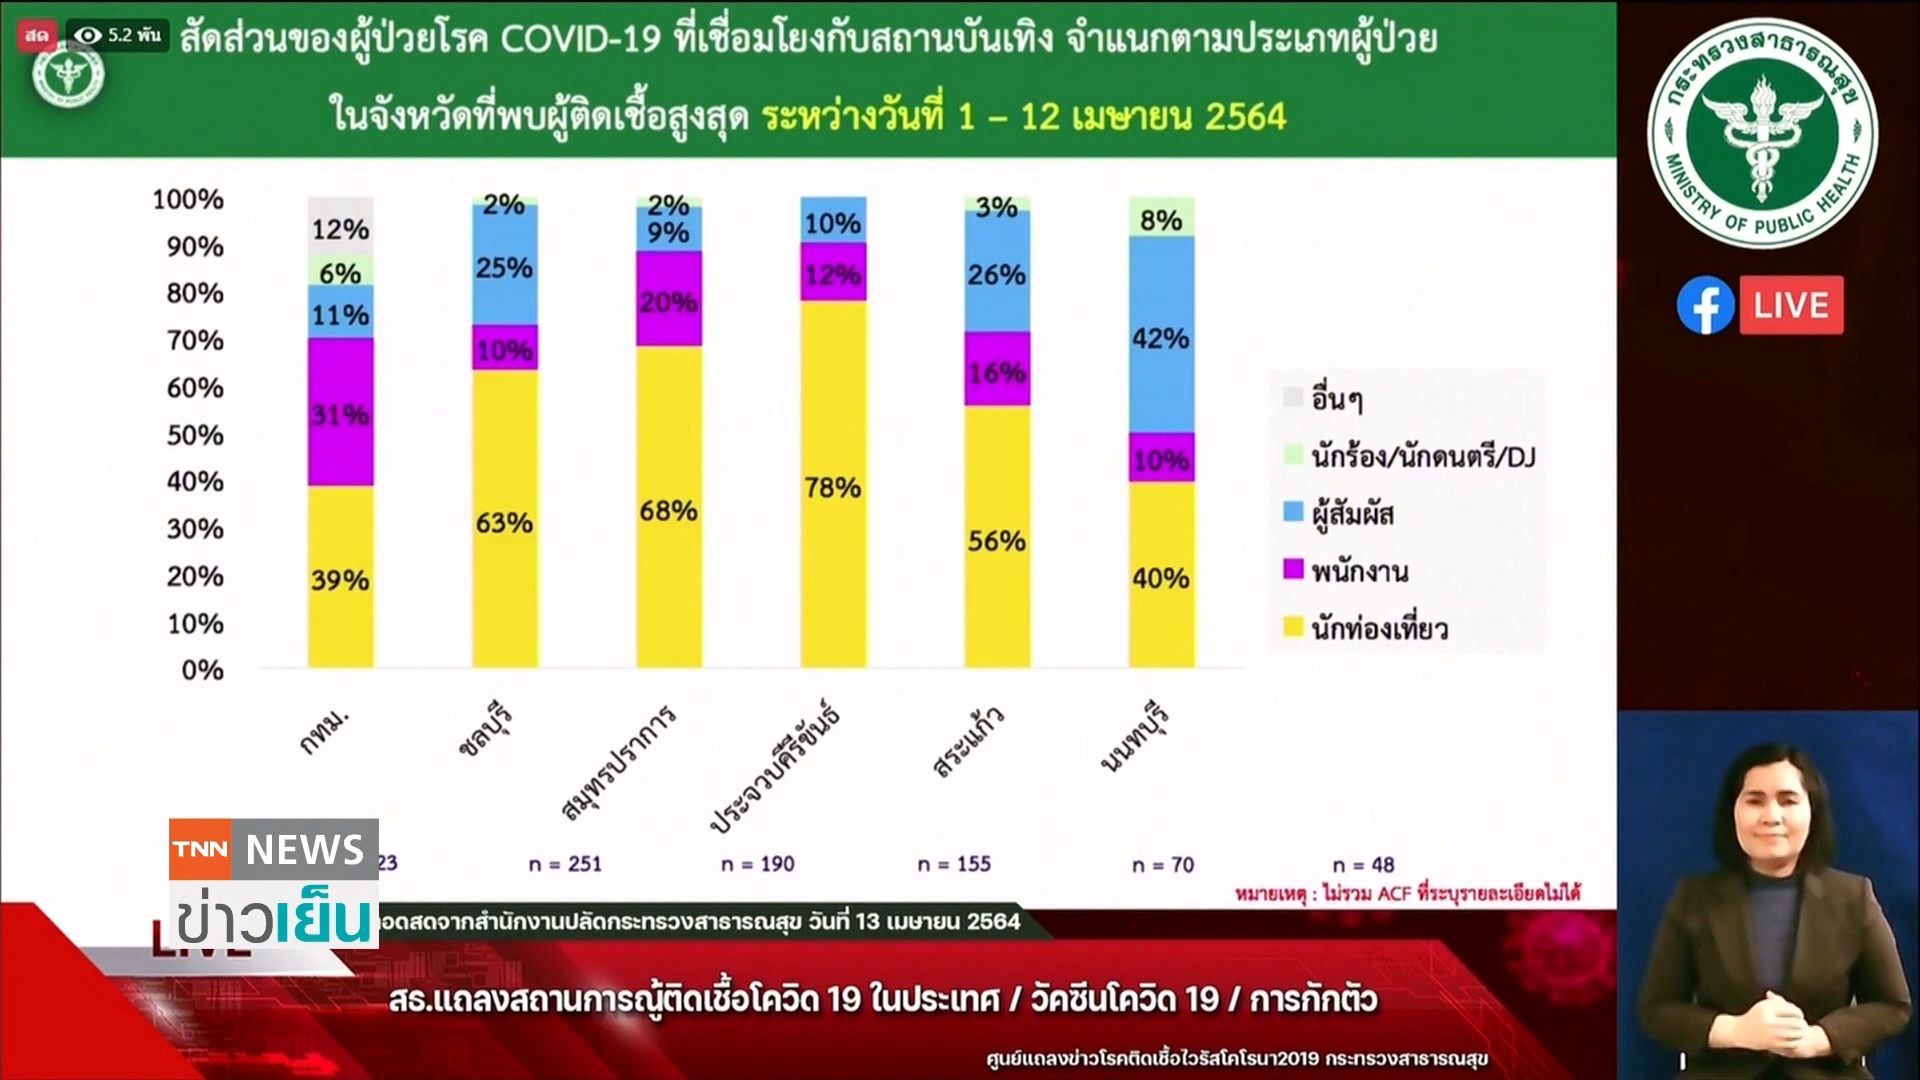 สด 5.2 พัน
สัดส่วนของผู้ป่วยโรค COVID-19 ที่เชื่อมโยงกับสถานบันเทิง จำแนกตามประเภทผู้ป่วย
ในจังหวัดที่พบผู้ติดเชื้อสูงสุด ระหว่างวันที่ 1 – 12 เมษายน 2564
กระทรวงสาธารณสุข
MINISTRY OF PUBLIC HEALTH
LIVE
100%
90%
80%
70%
60%
50%
40%
30%
20%
10%
0%
12%
6%
11%
31%
39%
2%
25%
10%
63%
2%
9%
20%
68%
10%
12%
78%
3%
26%
16%
56%
8%
42%
10%
40%
อื่นๆ
นักร้อง/นักดนตรี/DJ
ผู้สัมผัส
พนักงาน
นักท่องเที่ยว
กทม.
ชลบุรี
สมุทรปราการ
ประจวบคีรีขันธ์
สระแก้ว
นนทบุรี
23
n = 251
n = 190
n = 155
n = 70
n = 48
หมายเหตุ : ไม่รวม ACF ที่ระบุรายละเอียดไม่ได้
TNN NEWS
ข่าวเย็น
LIVE
อดสดจากสำนักงานปลัดกระทรวงสาธารณสุข วันที่ 13 เมษายน 2564
สธ.แถลงสถานการณ์ผู้ติดเชื้อโควิด 19 ในประเทศ / วัคซีนโควิด 19 / การกักตัว
ศูนย์แถลงข่าวโรคติดเชื้อไวรัสโคโรนา2019 กระทรวงสาธารณสุข